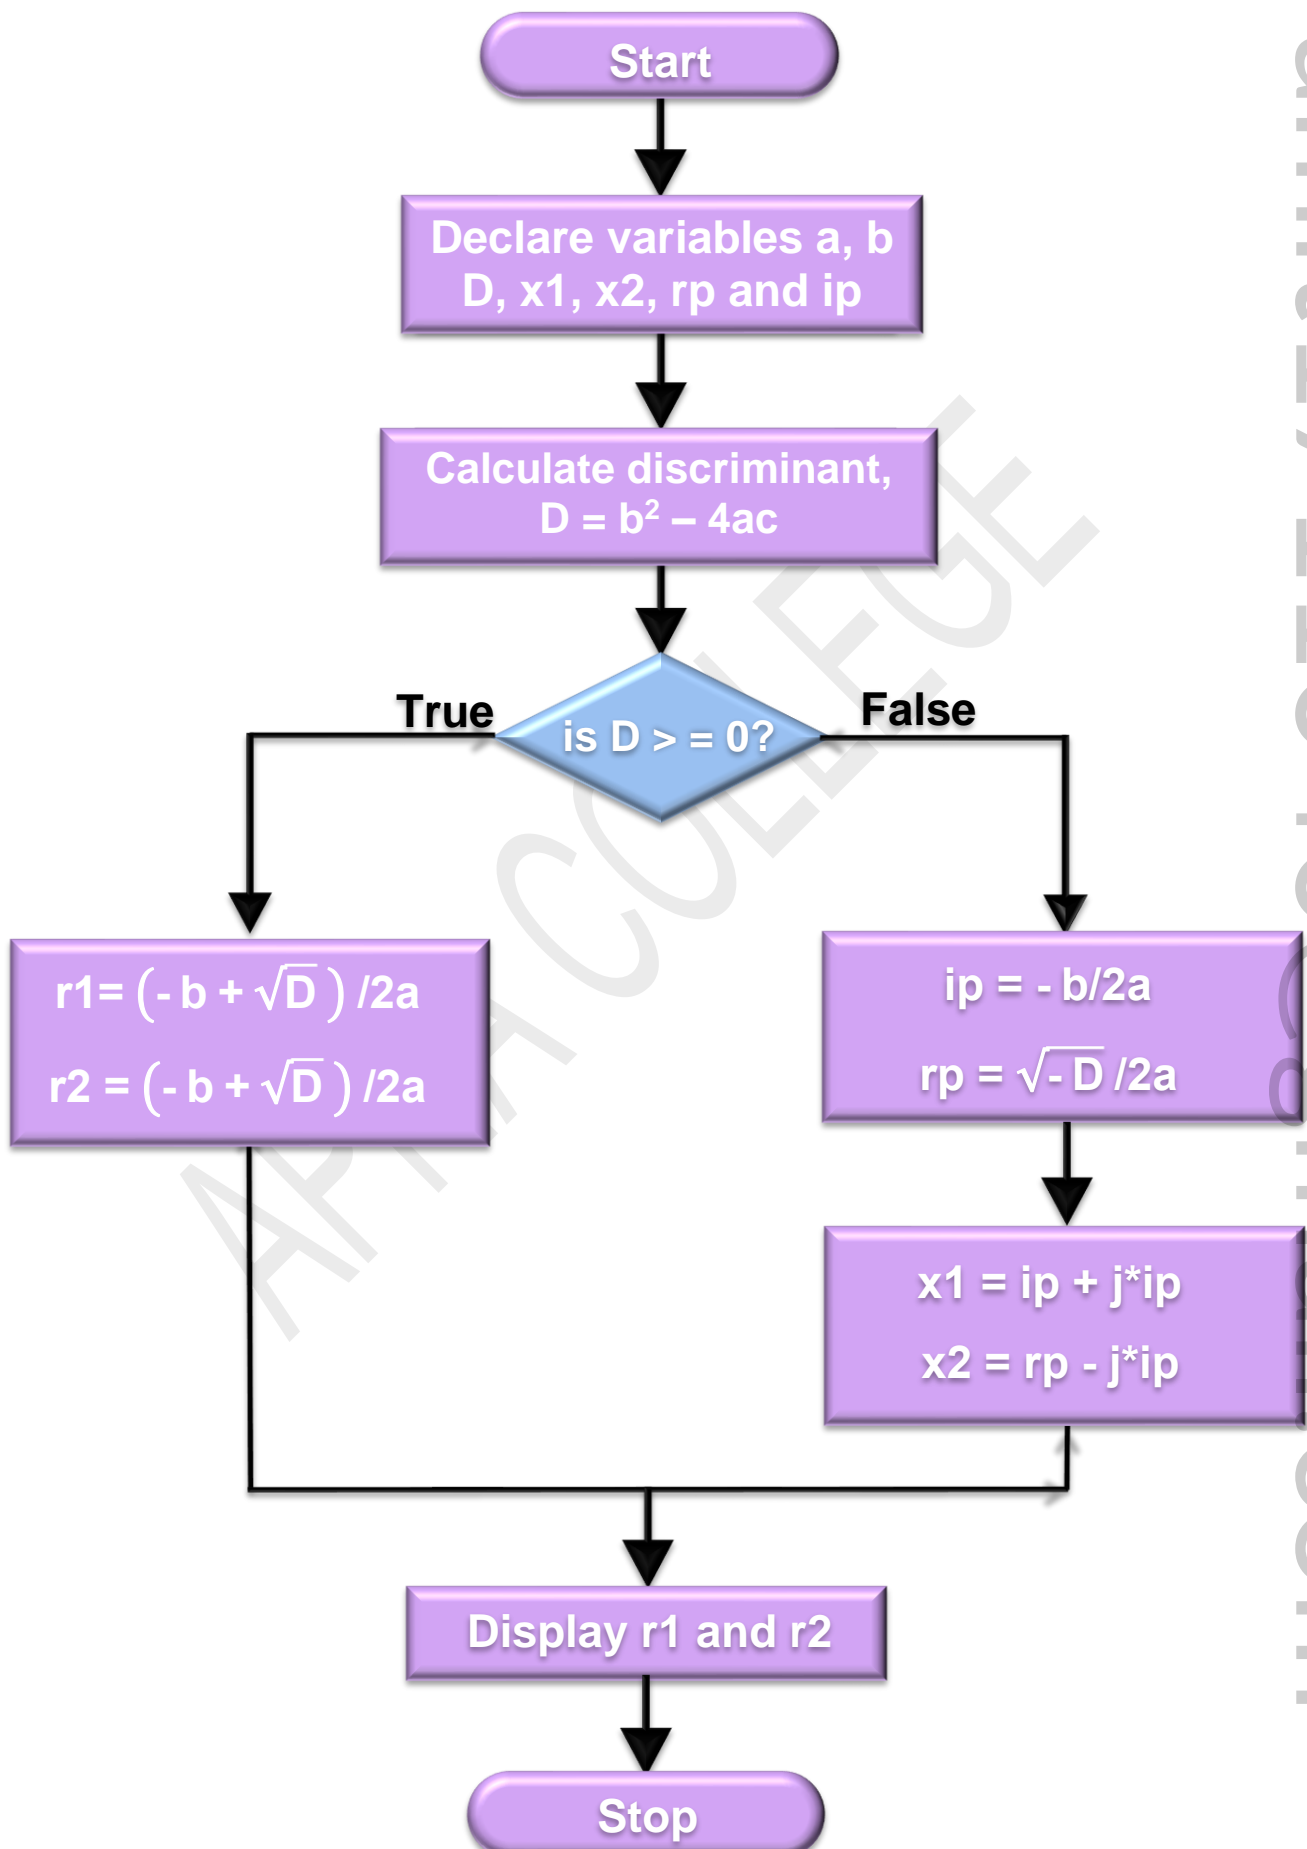 Start
Declare variables a, b
D, x1, x2, rp and ip
Calculate discriminant,
D = b² – 4ac
is D > = 0?
True
False
r1= (- b + √D ) /2a
r2 = (- b + √D ) /2a
ip = - b/2a
rp = √- D /2a
x1 = ip + j*ip
x2 = rp - j*ip
Display r1 and r2
Stop
COLLEGE